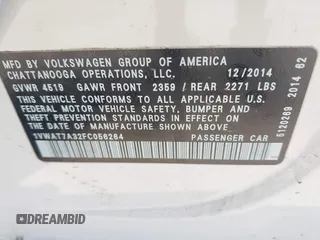 MFD BY VOLKSWAGEN GROUP OF AMERICA
CHATTANOOGA OPERATIONS, LLC. 12/2014
GVWR 4519 GAWR FRONT 2359 / REAR 2271 LBS
THIS VEHICLE CONFORMS TO ALL APPLICABLE U.S.
FEDERAL MOTOR VEHICLE SAFETY, BUMPER AND
THEFT PREVENTION STANDARDS IN EFFECT ON THE
DATE OF MANUFACTURE SHOWN ABOVE
1VWAT7A32FC056264 PASSENGER CAR
5120269 2014 62